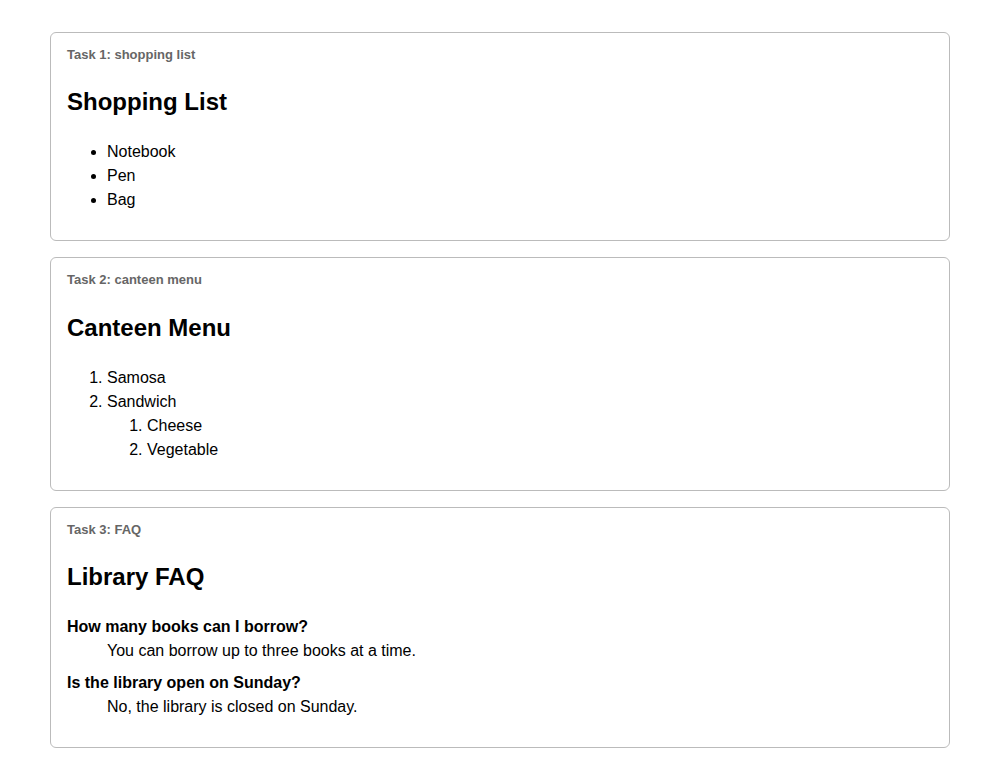 Task 1: shopping list
Shopping List
• Notebook
• Pen
• Bag
Task 2: canteen menu
Canteen Menu
1. Samosa
2. Sandwich
1. Cheese
2. Vegetable
Task 3: FAQ
Library FAQ
How many books can I borrow?
You can borrow up to three books at a time.
Is the library open on Sunday?
No, the library is closed on Sunday.